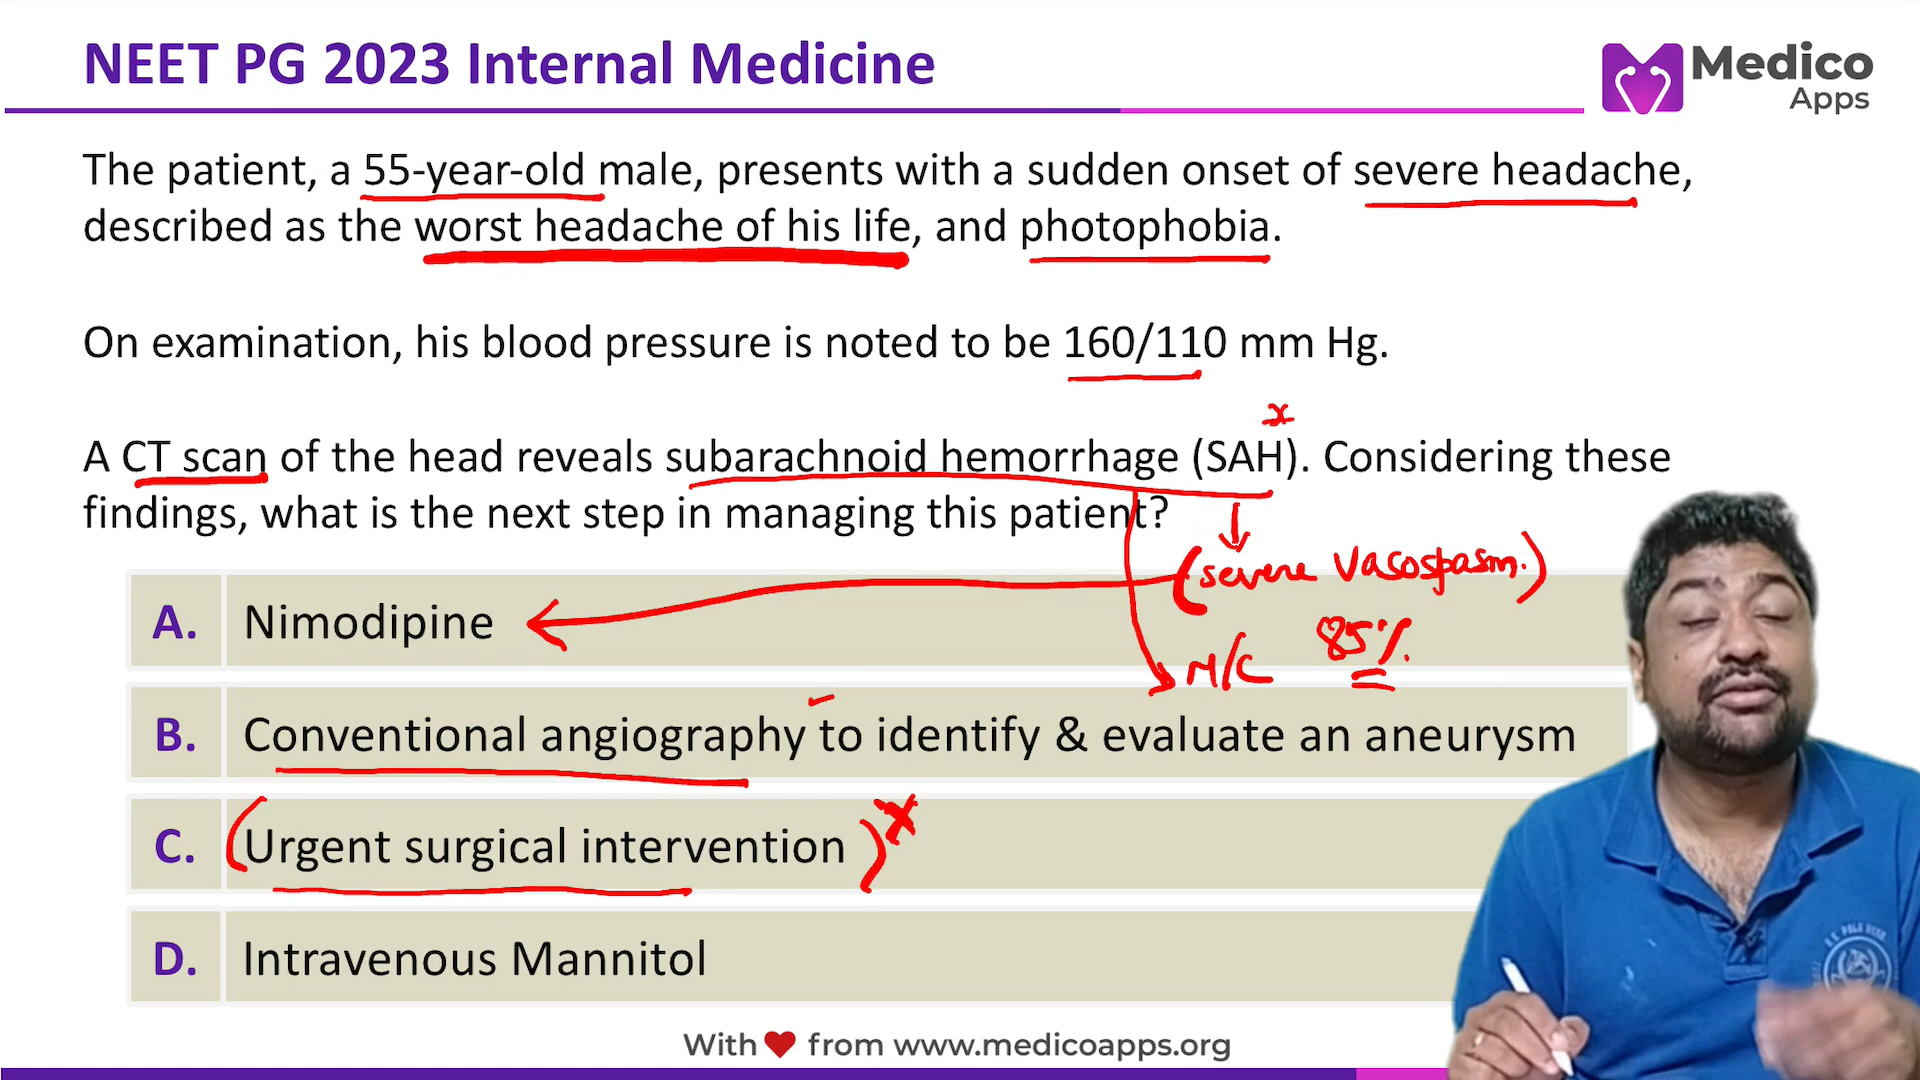 NEET PG 2023 Internal Medicine
Medico
Apps
The patient, a 55-year-old male, presents with a sudden onset of severe headache,
described as the worst headache of his life, and photophobia.
On examination, his blood pressure is noted to be 160/110 mm Hg.
A CT scan of the head reveals subarachnoid hemorrhage (SAH). Considering these
findings, what is the next step in managing this patient?
(severe Vacospasm.)
A. Nimodipine
M/C 85%
B. Conventional angiography to identify & evaluate an aneurysm
C. Urgent surgical intervention
D. Intravenous Mannitol
With ❤ from www.medicoapps.org